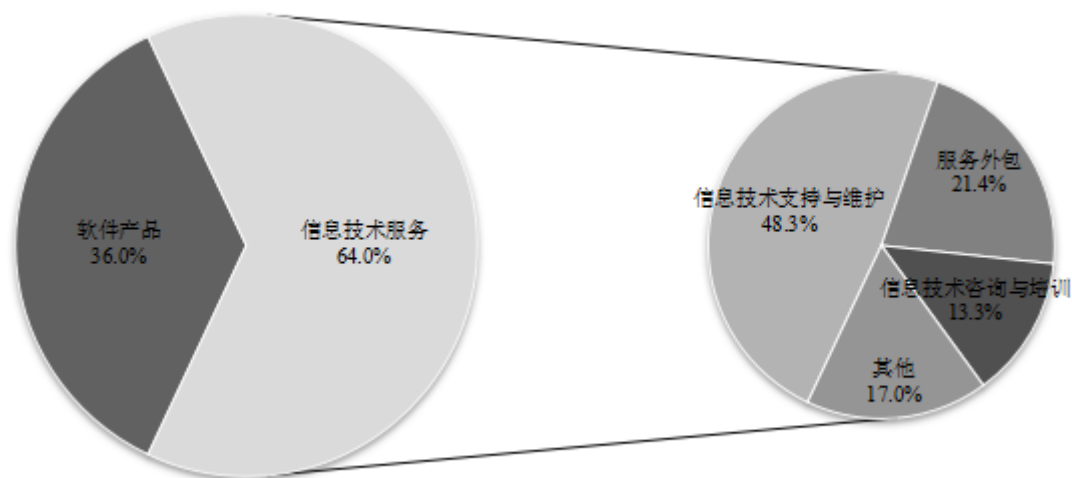 软件产品
36.0%
信息技术服务
64.0%
信息技术支持与维护
48.3%
服务外包
21.4%
信息技术咨询与培训
13.3%
其他
17.0%